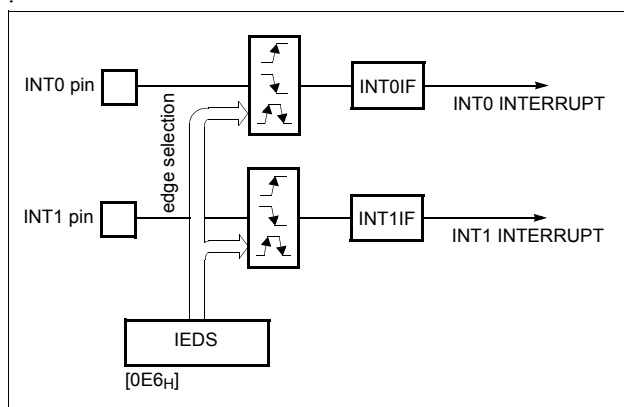 INT0 pin
INT0IF
INT0 INTERRUPT
edge selection
INT1 pin
INT1IF
INT1 INTERRUPT
IEDS
[0E6H]